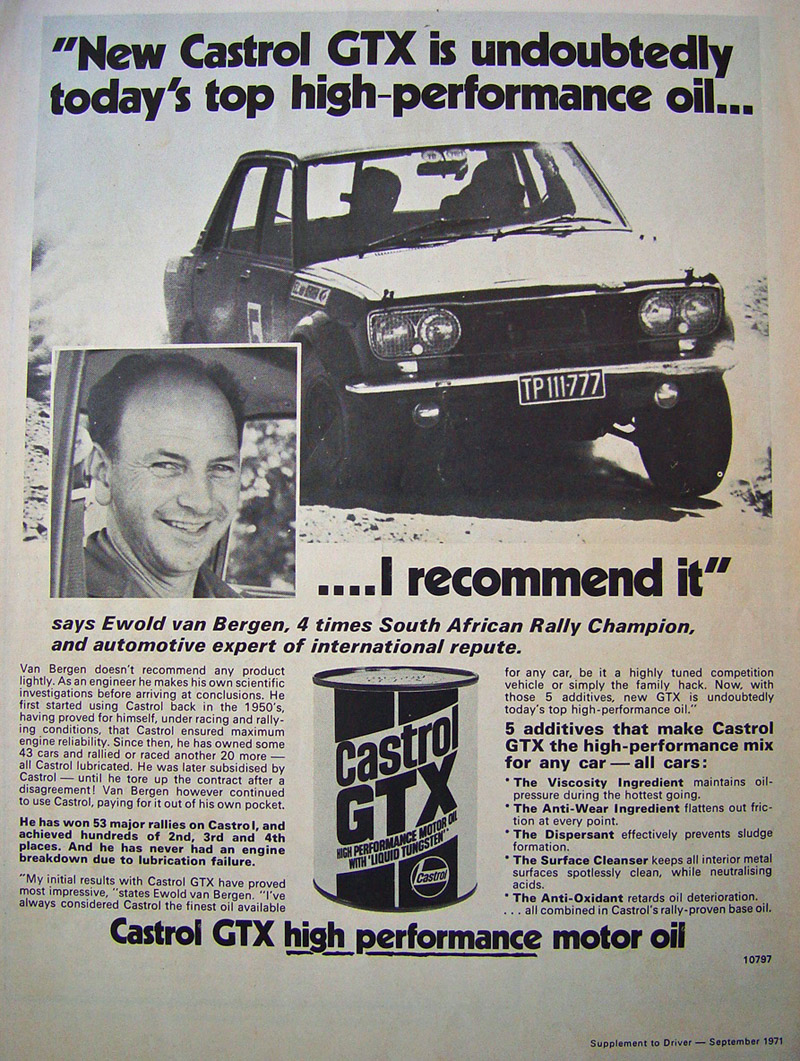 "New Castrol GTX is undoubtedly
today's top high-performance oil...
TP 111-777
....I recommend it"
says Ewold van Bergen, 4 times South African Rally Champion,
and automotive expert of international repute.
Van Bergen doesn't recommend any product
lightly. As an engineer he makes his own scientific
investigations before arriving at conclusions. He
first started using Castrol back in the 1950's,
having proved for himself, under racing and rally-
ing conditions, that Castrol ensured maximum
engine reliability. Since then, he has owned some
43 cars and rallied or raced another 20 more —
all Castrol lubricated. He was later subsidised by
Castrol — until he tore up the contract after a
disagreement! Van Bergen however continued
to use Castrol, paying for it out of his own pocket.
He has won 53 major rallies on Castrol, and
achieved hundreds of 2nd, 3rd and 4th
places. And he has never had an engine
breakdown due to lubrication failure.
"My initial results with Castrol GTX have proved
most impressive, "states Ewold van Bergen. "I've
always considered Castrol the finest oil available
Castrol
GTX
HIGH PERFORMANCE MOTOR OIL
WITH "LIQUID TUNGSTEN"
Castrol
for any car, be it a highly tuned competition
vehicle or simply the family hack. Now, with
those 5 additives, new GTX is undoubtedly
today's top high-performance oil."
5 additives that make Castrol
GTX the high-performance mix
for any car — all cars:
* The Viscosity Ingredient maintains oil-
pressure during the hottest going.
* The Anti-Wear Ingredient flattens out fric-
tion at every point.
* The Dispersant effectively prevents sludge
formation.
* The Surface Cleanser keeps all interior metal
surfaces spotlessly clean, while neutralising
acids.
* The Anti-Oxidant retards oil deterioration.
. . . all combined in Castrol's rally-proven base oil.
Castrol GTX high performance motor oil
10797
Supplement to Driver — September 1971